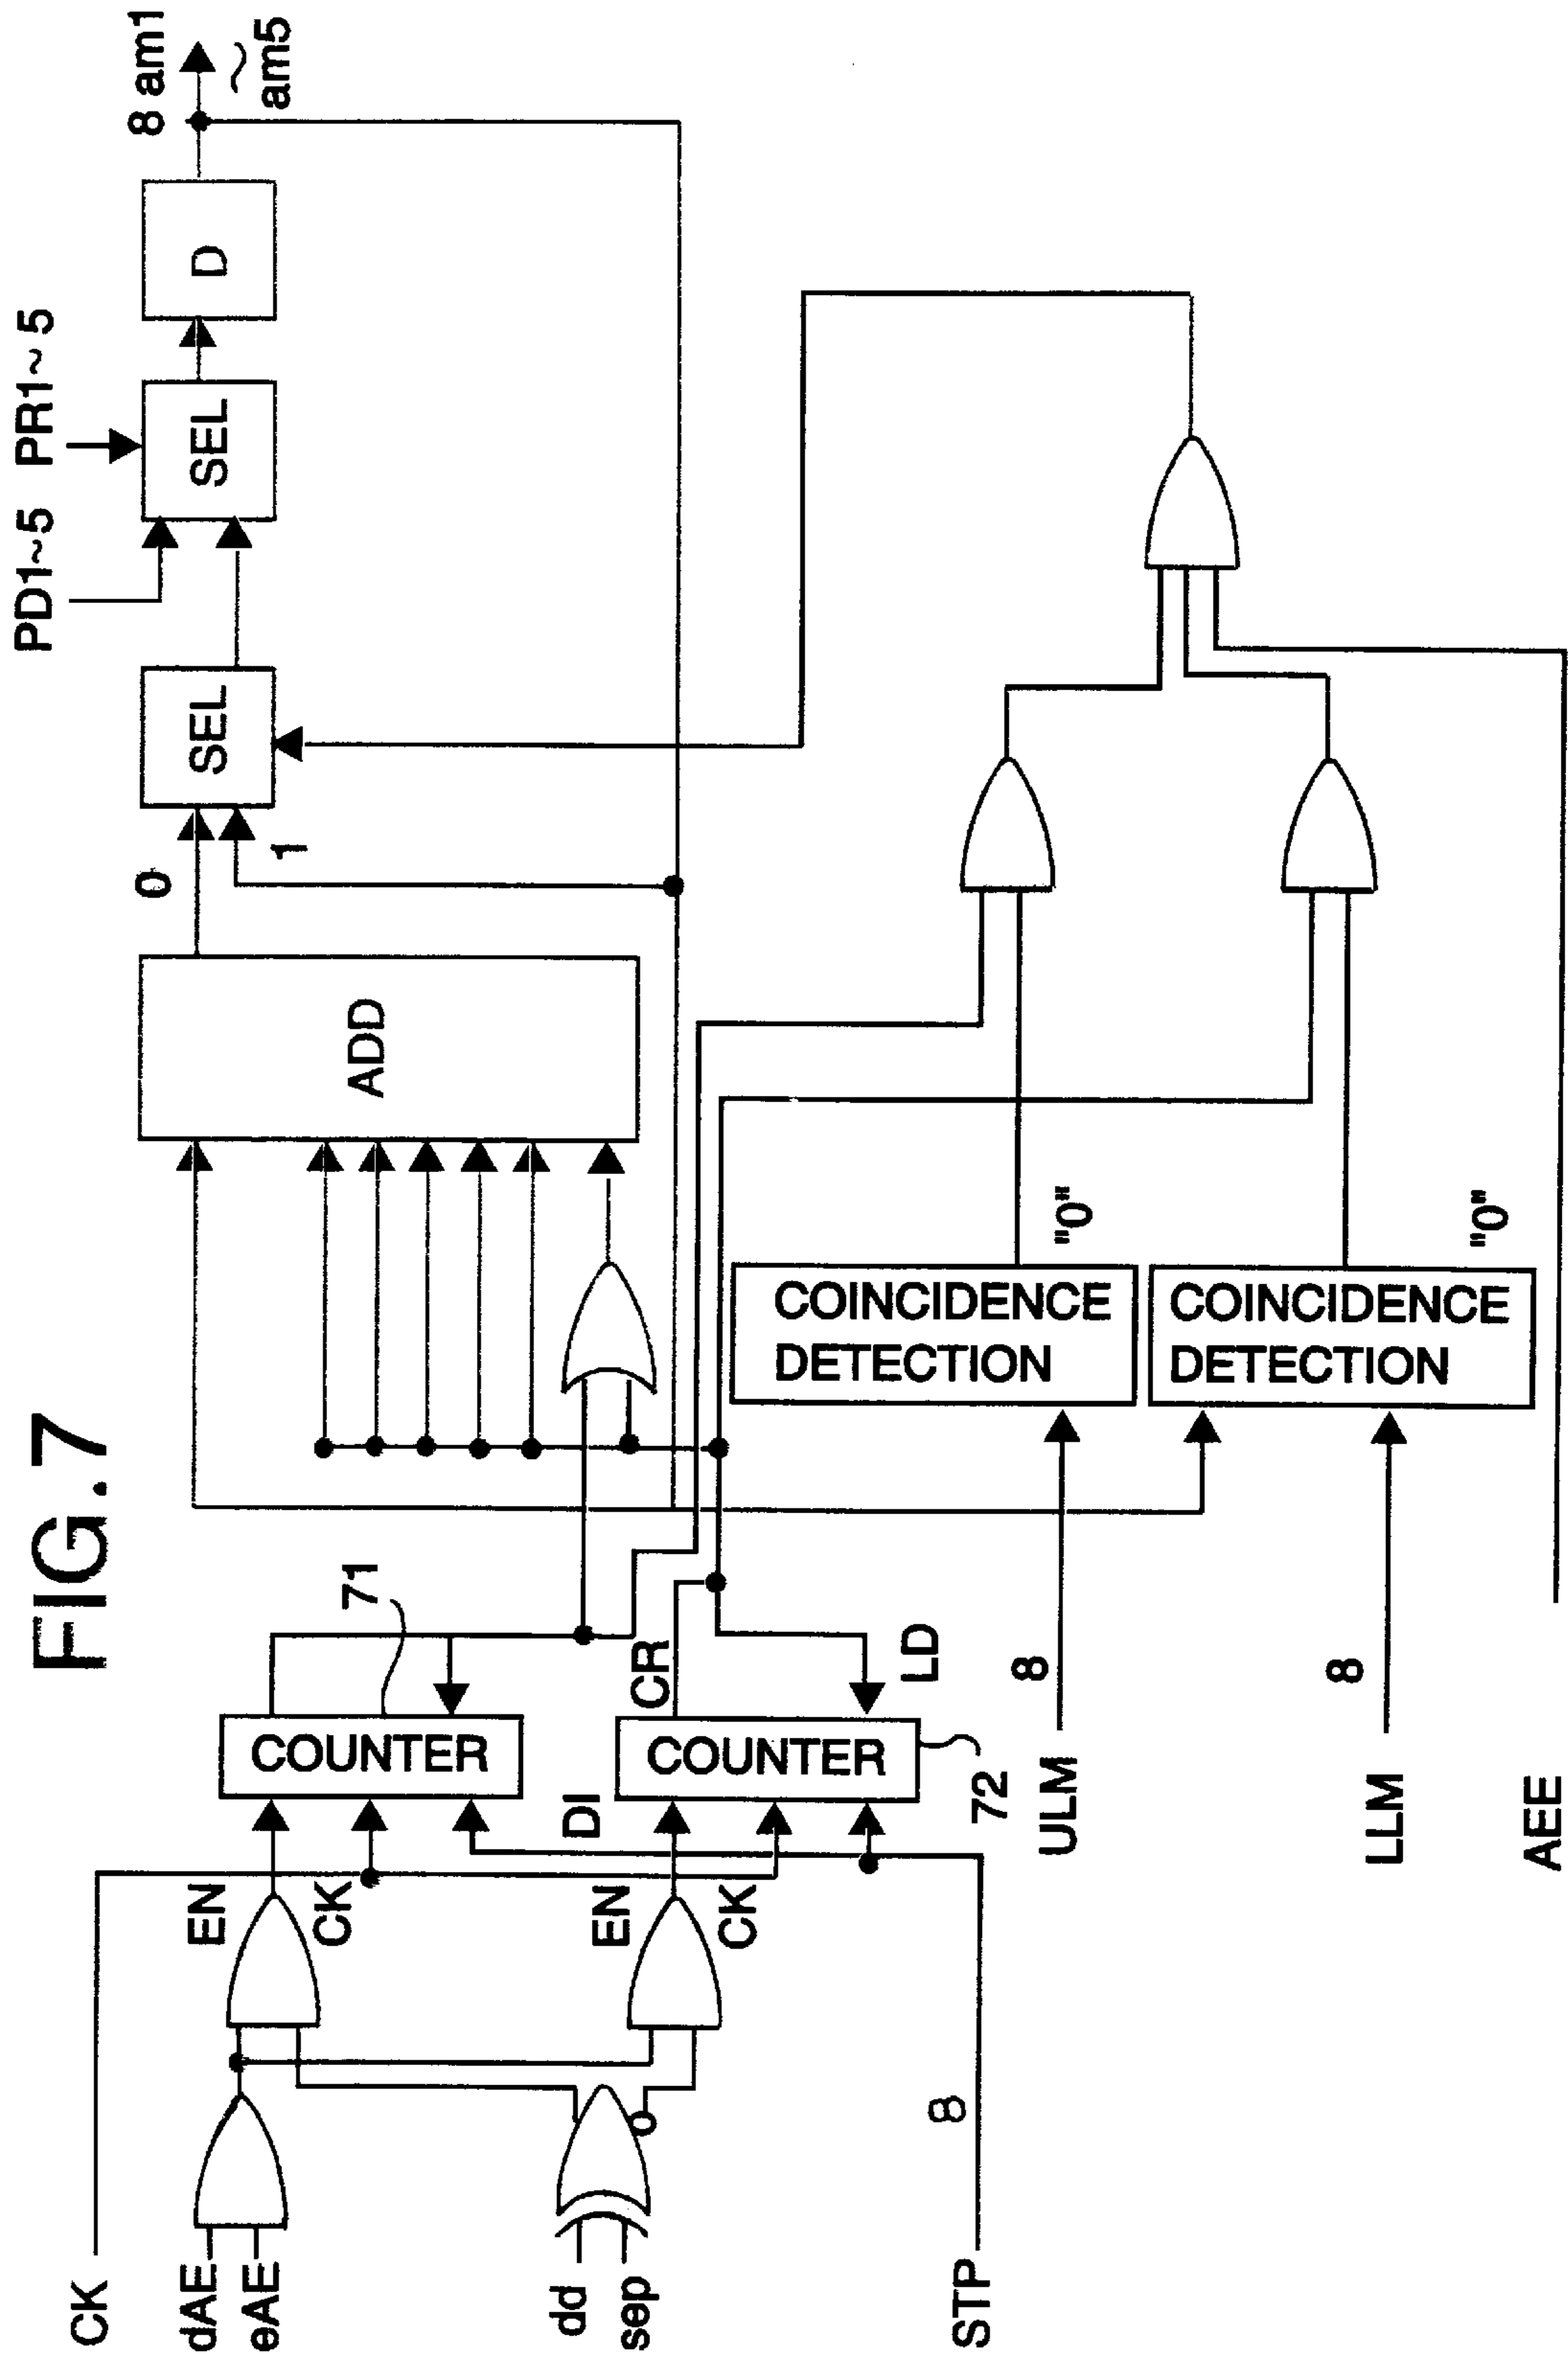 FIG.7
CK
dAE
eAE
dd
sep
STP
8
EN
CK
EN
CK
DI
COUNTER
71
COUNTER
72
CR
LD
ULM
8
LLM
8
AEE
COINCIDENCE
DETECTION
"0"
COINCIDENCE
DETECTION
"0"
ADD
0
1
SEL
PD1~5
PR1~5
SEL
D
8 am1
~
am5